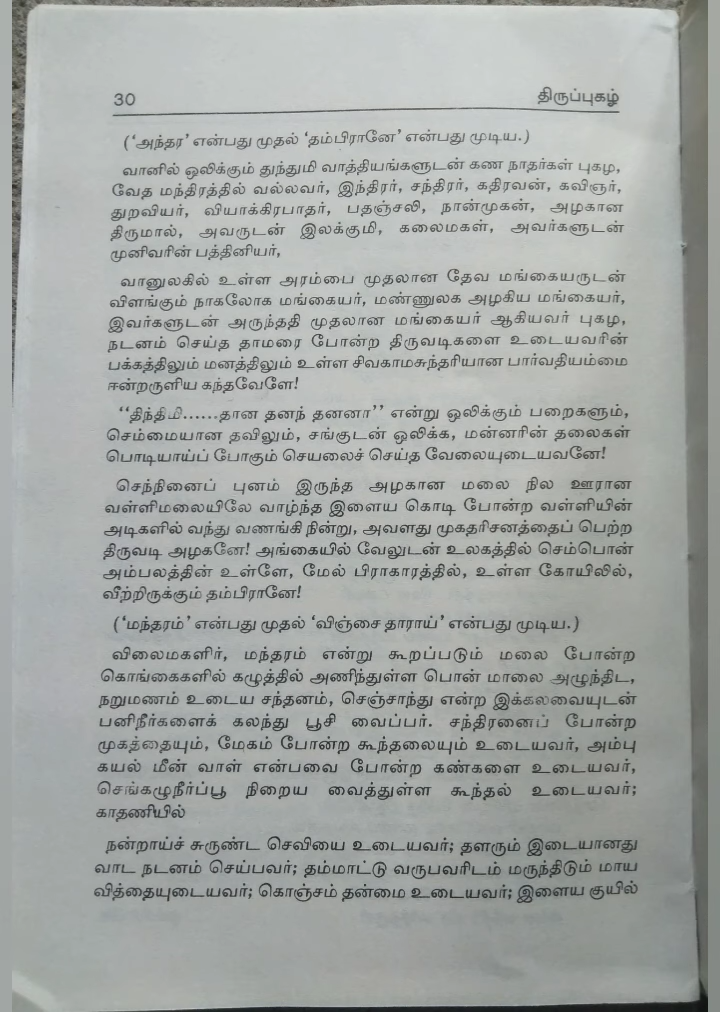 30 திருப்புகழ்
(‘அந்தர’ என்பது முதல் ‘தம்பிரானே’ என்பது முடிய.)
வானில் ஒலிக்கும் துந்துமி வாத்தியங்களுடன் கண நாதர்கள் புகழ,
வேத மந்திரத்தில் வல்லவர், இந்திரர், சந்திரர், கதிரவன், கவிஞர்,
துறவியர், வியாக்கிரபாதர், பதஞ்சலி, நான்முகன், அழகான
திருமால், அவருடன் இலக்குமி, கலைமகள், அவர்களுடன்
முனிவரின் பத்தினியர்,
வானுலகில் உள்ள அரம்பை முதலான தேவ மங்கையருடன்
விளங்கும் நாகலோக மங்கையர், மண்ணுலக அழகிய மங்கையர்,
இவர்களுடன் அருந்ததி முதலான மங்கையர் ஆகியவர் புகழ,
நடனம் செய்த தாமரை போன்ற திருவடிகளை உடையவரின்
பக்கத்திலும் மனத்திலும் உள்ள சிவகாமசுந்தரியான பார்வதியம்மை
ஈன்றருளிய கந்தவேளே!
‘‘திந்திமி......தான தனந் தனனா’’ என்று ஒலிக்கும் பறைகளும்,
செம்மையான தவிலும், சங்குடன் ஒலிக்க, மன்னரின் தலைகள்
பொடியாய்ப் போகும் செயலைச் செய்த வேலையுடையவனே!
செந்நினைப் புனம் இருந்த அழகான மலை நில ஊரான
வள்ளிமலையிலே வாழ்ந்த இளைய கொடி போன்ற வள்ளியின்
அடிகளில் வந்து வணங்கி நின்று, அவளது முகதரிசனத்தைப் பெற்ற
திருவடி அழகனே! அங்கையில் வேலுடன் உலகத்தில் செம்பொன்
அம்பலத்தின் உள்ளே, மேல் பிராகாரத்தில், உள்ள கோயிலில்,
வீற்றிருக்கும் தம்பிரானே!
(‘மந்தரம்’ என்பது முதல் ‘விஞ்சை தாராய்’ என்பது முடிய.)
விலைமகளிர், மந்தரம் என்று கூறப்படும் மலை போன்ற
கொங்கைகளில் கழுத்தில் அணிந்துள்ள பொன் மாலை அழுந்திட,
நறுமணம் உடைய சந்தனம், செஞ்சாந்து என்ற இக்கலவையுடன்
பனிநீர்களைக் கலந்து பூசி வைப்பர். சந்திரனைப் போன்ற
முகத்தையும், மேகம் போன்ற கூந்தலையும் உடையவர், அம்பு
கயல் மீன் வாள் என்பவை போன்ற கண்களை உடையவர்,
செங்கழுநீர்ப்பூ நிறைய வைத்துள்ள கூந்தல் உடையவர்;
காதணியில்
நன்றாய்ச் சுருண்ட செவியை உடையவர்; தளரும் இடையானது
வாட நடனம் செய்பவர்; தம்மாட்டு வருபவரிடம் மருந்திடும் மாய
வித்தையுடையவர்; கொஞ்சம் தன்மை உடையவர்; இளைய குயில்